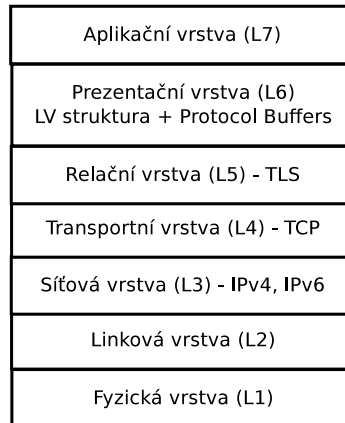 Aplikační vrstva (L7)
Prezentační vrstva (L6)
LV struktura + Protocol Buffers
Relační vrstva (L5) - TLS
Transportní vrstva (L4) - TCP
Síťová vrstva (L3) - IPv4, IPv6
Linková vrstva (L2)
Fyzická vrstva (L1)